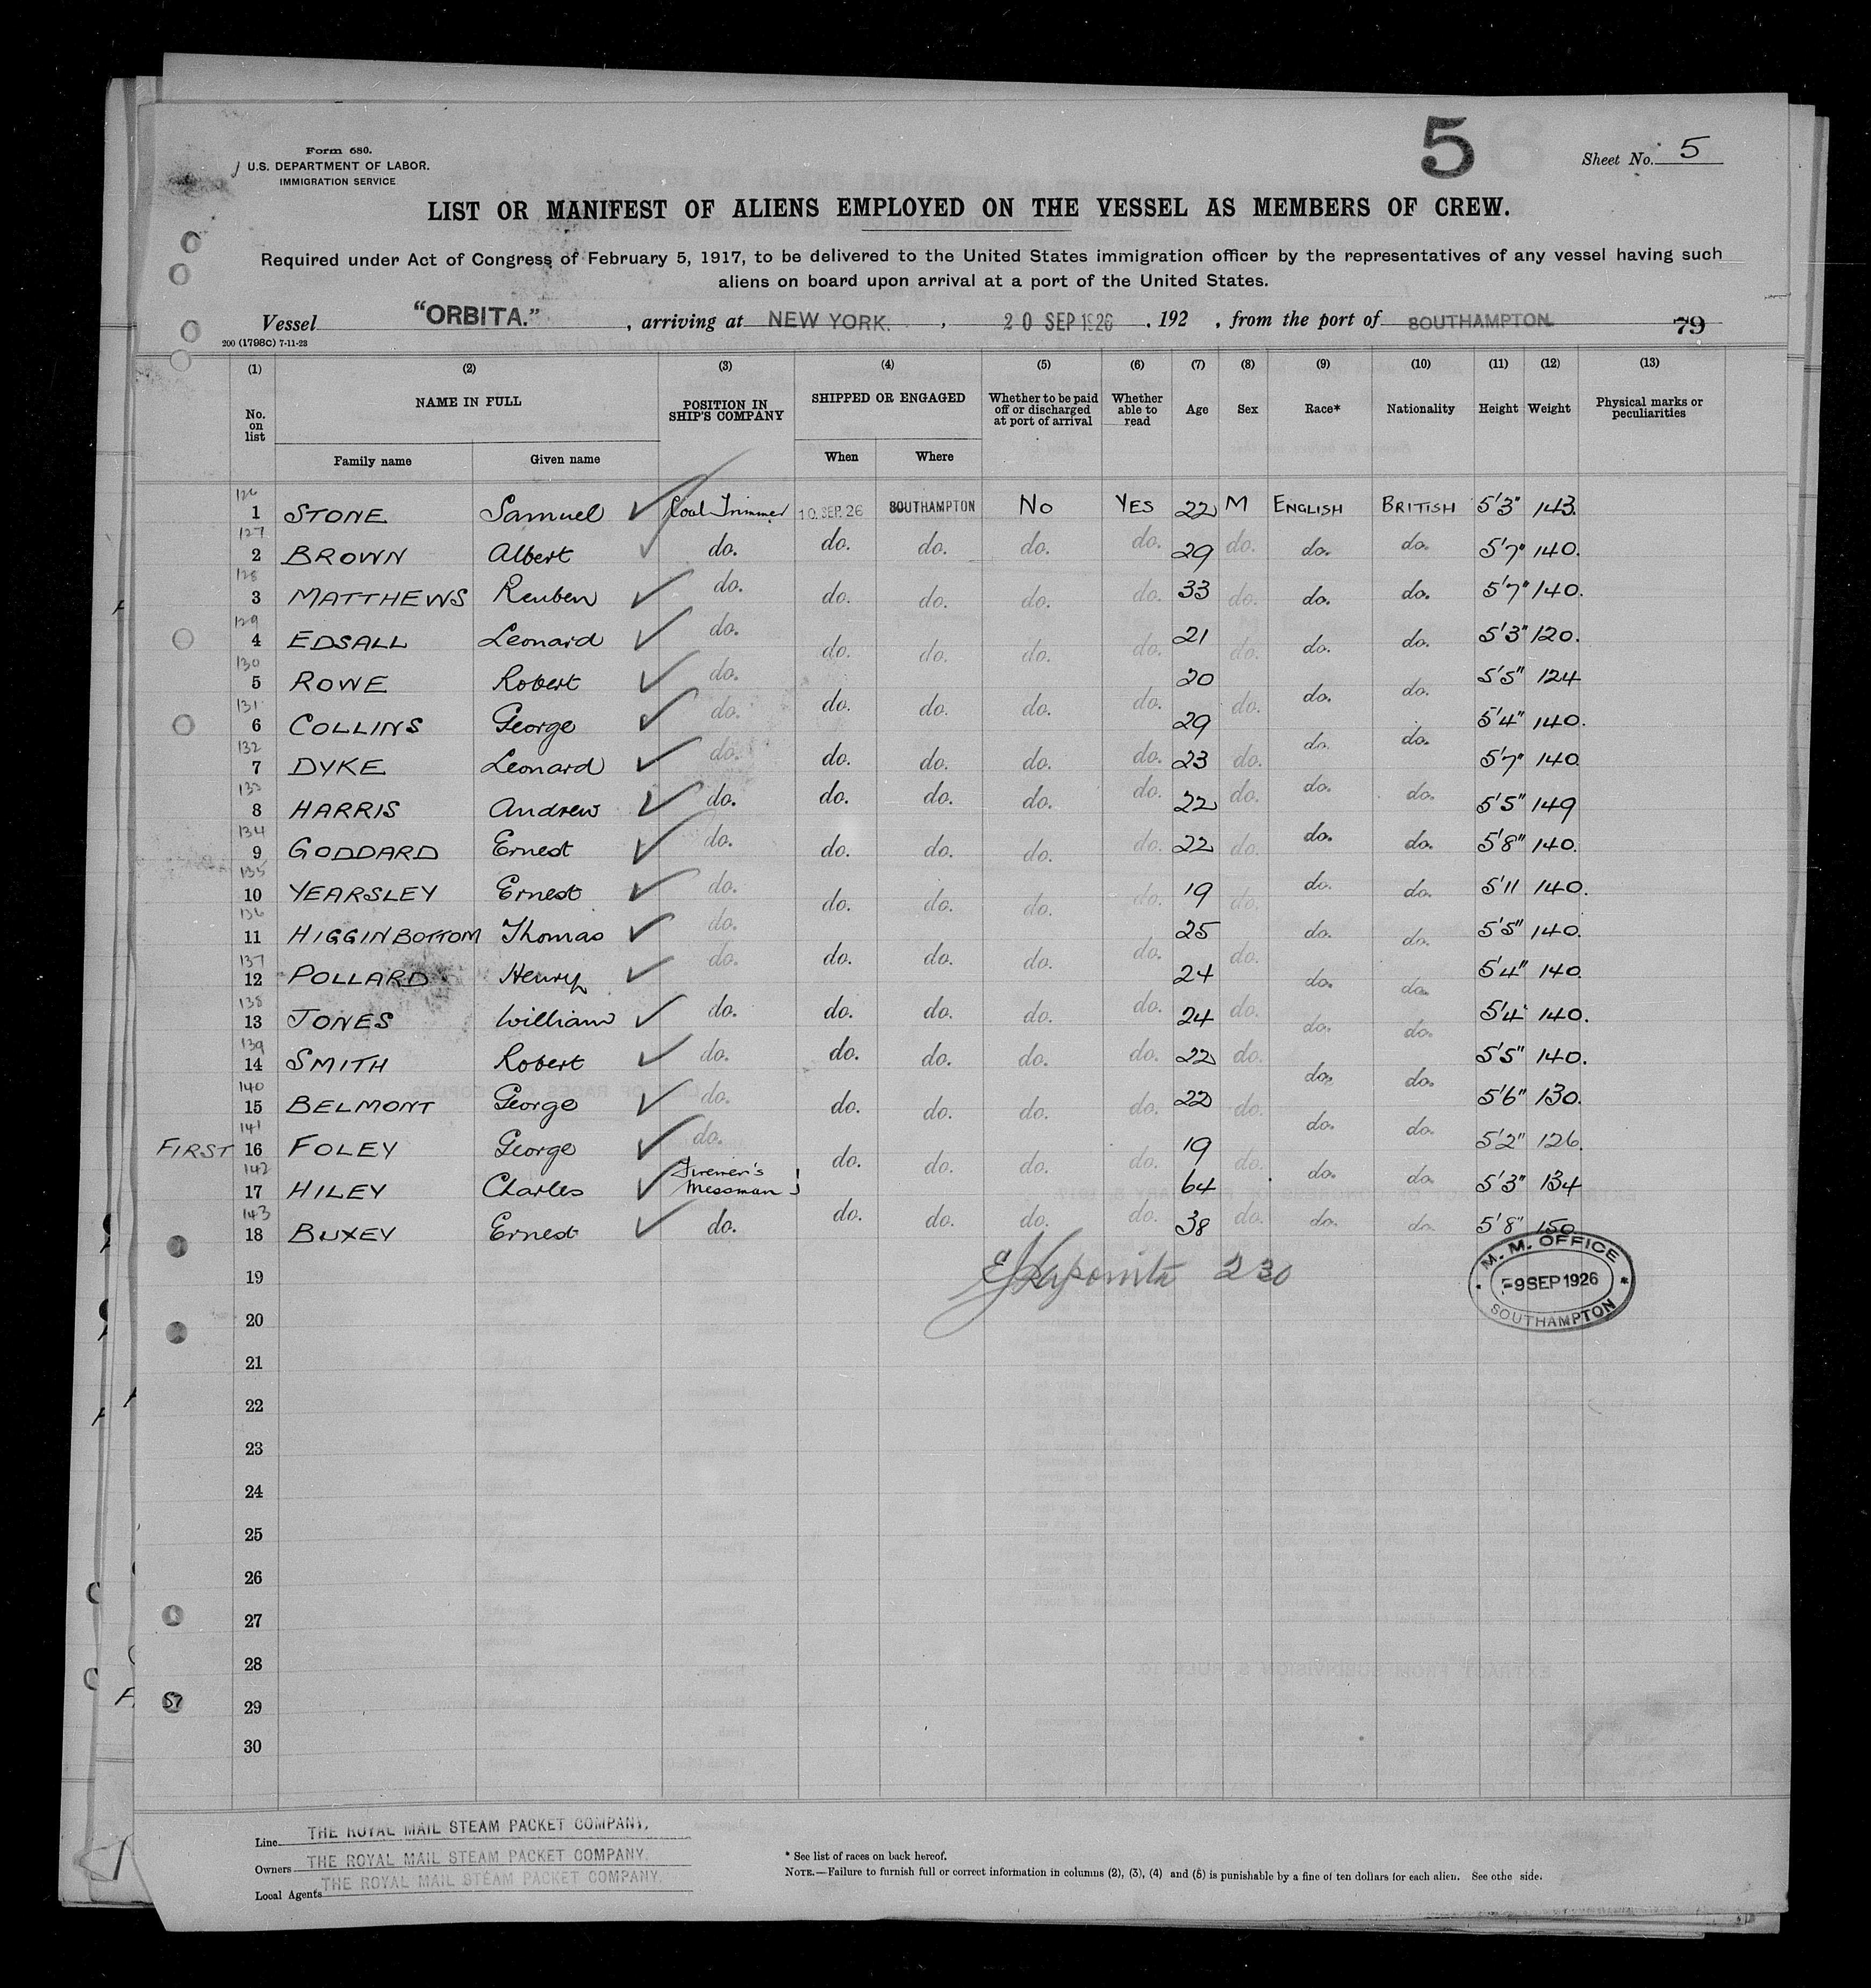 5
Sheet No. 5
Form 680.
U.S. DEPARTMENT OF LABOR.
IMMIGRATION SERVICE
LIST OR MANIFEST OF ALIENS EMPLOYED ON THE VESSEL AS MEMBERS OF CREW.
Required under Act of Congress of February 5, 1917, to be delivered to the United States immigration officer by the representatives of any vessel having such
aliens on board upon arrival at a port of the United States.
Vessel "ORBITA." , arriving at NEW YORK. , 20 SEP 1926 , 192 , from the port of SOUTHAMPTON. 79
200 (1798C) 7-11-23
(1) (2) (3) (4) (5) (6) (7) (8) (9) (10) (11) (12) (13)
No. on list NAME IN FULL POSITION IN SHIP'S COMPANY SHIPPED OR ENGAGED Whether to be paid off or discharged at port of arrival Whether able to read Age Sex Race* Nationality Height Weight Physical marks or peculiarities
Family name Given name When Where
126 1 STONE Samuel Coal Trimmer 10. SEP. 26 SOUTHAMPTON No YES 22 M ENGLISH BRITISH 5'3" 143.
127 2 BROWN Albert do. do. do. do. do. 29 do. do. do. 5'7" 140.
128 3 MATTHEWS Reuben do. do. do. do. do. 33 do. do. do. 5'7" 140.
129 4 EDSALL Leonard do. do. do. do. do. 21 do. do. do. 5'3" 120.
130 5 ROWE Robert do. 20 5'5" 124
131 6 COLLINS George do. do. do. do. do. 29 do. do. do. 5'4" 140.
132 7 DYKE Leonard do. do. do. do. do. 23 do. do. do. 5'7" 140.
133 8 HARRIS Andrew do. do. do. do. do. 22 do. do. do. 5'5" 149
134 9 GODDARD Ernest do. do. do. do. do. 22 do. do. do. 5'8" 140.
135 10 YEARSLEY Ernest do. do. do. do. do. 19 do. do. do. 5'11 140.
136 11 HIGGINBOTTOM Thomas do. 25 do. do. 5'5" 140.
137 12 POLLARD Henry do. do. do. do. do. 24 do. do. do. 5'4" 140.
138 13 JONES William do. do. do. do. do. 24 do. do. do. 5'4" 140.
139 14 SMITH Robert do. do. do. do. do. 22 do. do. do. 5'5" 140.
140 15 BELMONT George do. do. do. do. do. 22 do. do. do. 5'6" 130.
FIRST 141 16 FOLEY George do. do. do. do. do. 19 do. 5'2" 126.
142 17 HILEY Charles Firemen's Messman 64 do. do. 5'3" 134
143 18 BUXEY Ernest do. do. do. do. do. 38 do. do. do. 5'8" 150
19 230
M. M. OFFICE
-9 SEP 1926
SOUTHAMPTON
20
21
22
23
24
25
26
27
28
57 29
30
Line THE ROYAL MAIL STEAM PACKET COMPANY,
Owners THE ROYAL MAIL STEAM PACKET COMPANY.
Local Agents THE ROYAL MAIL STEAM PACKET COMPANY.
* See list of races on back hereof.
NOTE.—Failure to furnish full or correct information in columns (2), (3), (4) and (5) is punishable by a fine of ten dollars for each alien. See othe side.